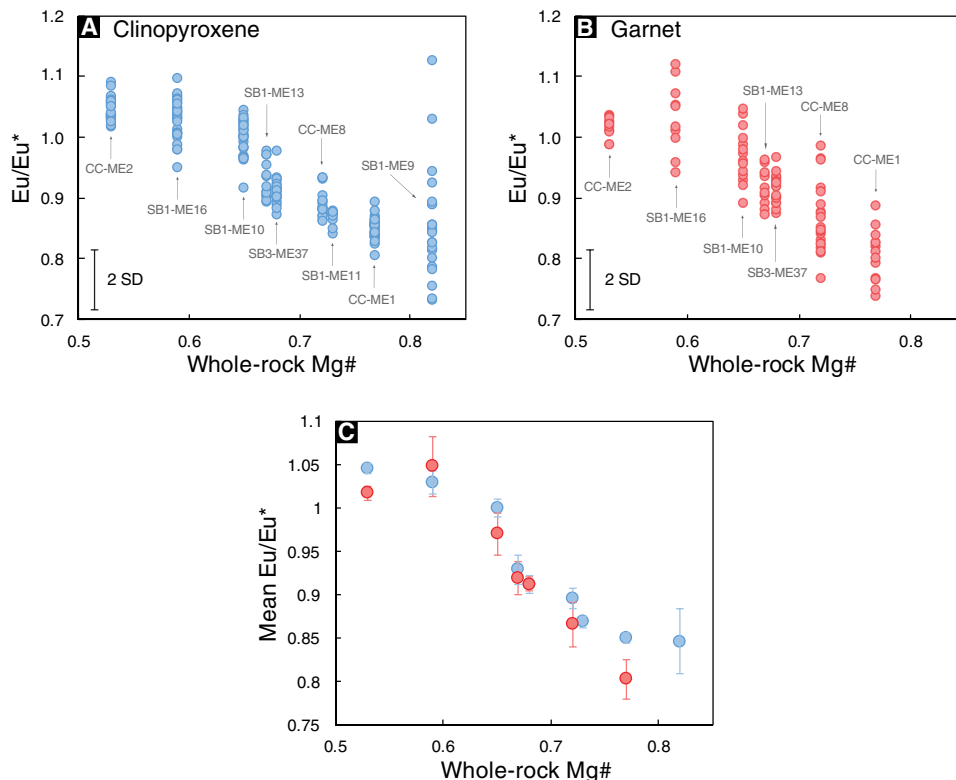 A Clinopyroxene
1.2
1.1
1.0
0.9
0.8
0.7
Eu/Eu*
SB1-ME13
CC-ME8
CC-ME2
SB1-ME9
SB1-ME16
SB1-ME10
SB3-ME37
SB1-ME11
CC-ME1
2 SD
0.5 0.6 0.7 0.8
Whole-rock Mg#
B Garnet
1.2
1.1
1.0
0.9
0.8
0.7
Eu/Eu*
SB1-ME13
CC-ME8
CC-ME1
CC-ME2
SB1-ME16
SB1-ME10
SB3-ME37
2 SD
0.5 0.6 0.7 0.8
Whole-rock Mg#
C
1.1
1.05
1
0.95
0.9
0.85
0.8
0.75
Mean Eu/Eu*
0.5 0.6 0.7 0.8
Whole-rock Mg#